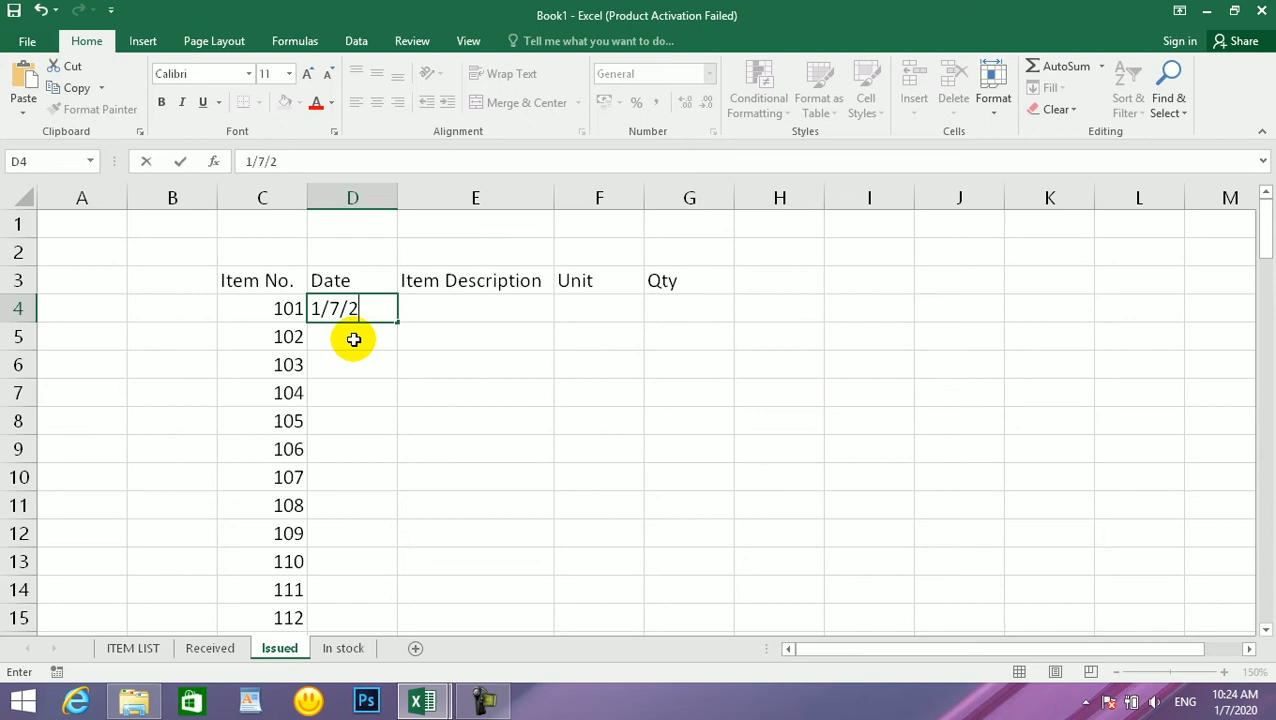 Book1 - Excel (Product Activation Failed)
File Home Insert Page Layout Formulas Data Review View Tell me what you want to do... Sign in Share
Paste Cut Copy Format Painter Clipboard
Calibri 11 A A B I U A Font
Wrap Text Merge & Center Alignment
General % , Number
Conditional Formatting Format as Table Cell Styles Styles
Insert Delete Format Cells
AutoSum Fill Clear Sort & Filter Find & Select Editing
D4 fx 1/7/2
A B C D E F G H I J K L M
1
2
3 Item No. Date Item Description Unit Qty
4 101 1/7/2
5 102
6 103
7 104
8 105
9 106
10 107
11 108
12 109
13 110
14 111
15 112
ITEM LIST Received Issued In stock
Enter 150%
Ps ENG 10:24 AM
1/7/2020